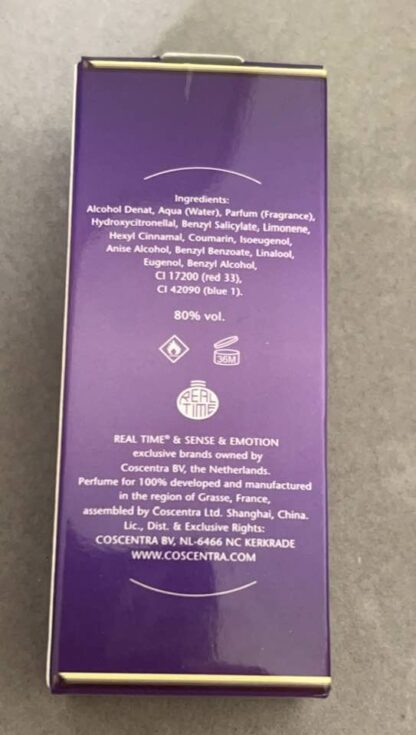 Ingredients:
Alcohol Denat, Aqua (Water), Parfum (Fragrance),
Hydroxycitronellal, Benzyl Salicylate, Limonene,
Hexyl Cinnamal, Coumarin, Isoeugenol,
Anise Alcohol, Benzyl Benzoate, Linalool,
Eugenol, Benzyl Alcohol,
CI 17200 (red 33),
CI 42090 (blue 1).
80% vol.
36M
REAL
TIME
REAL TIME® & SENSE & EMOTION
exclusive brands owned by
Coscentra BV, the Netherlands.
Perfume for 100% developed and manufactured
in the region of Grasse, France,
assembled by Coscentra Ltd. Shanghai, China.
Lic., Dist. & Exclusive Rights:
COSCENTRA BV, NL-6466 NC KERKRADE
WWW.COSCENTRA.COM